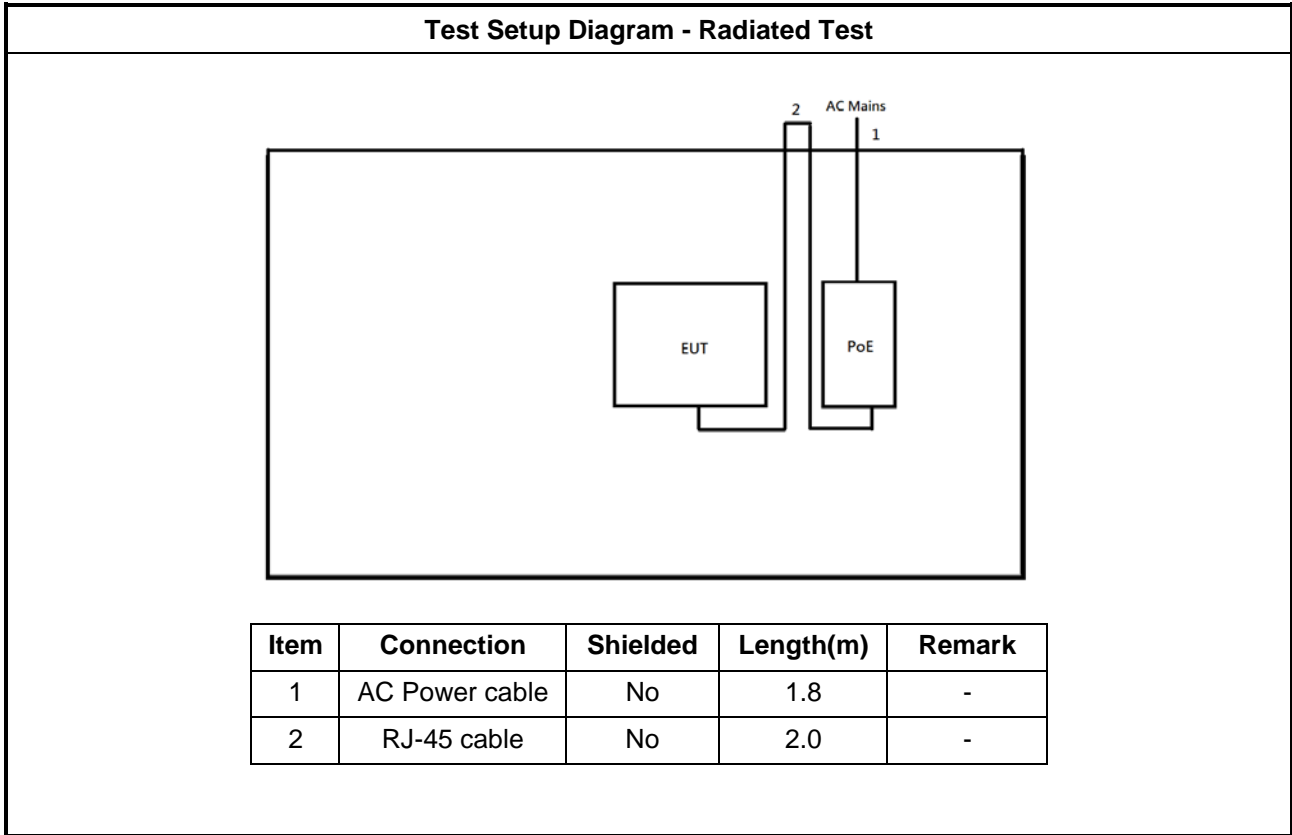 Test Setup Diagram - Radiated Test
2 AC Mains
1
EUT PoE
Item Connection Shielded Length(m) Remark
1 AC Power cable No 1.8 -
2 RJ-45 cable No 2.0 -